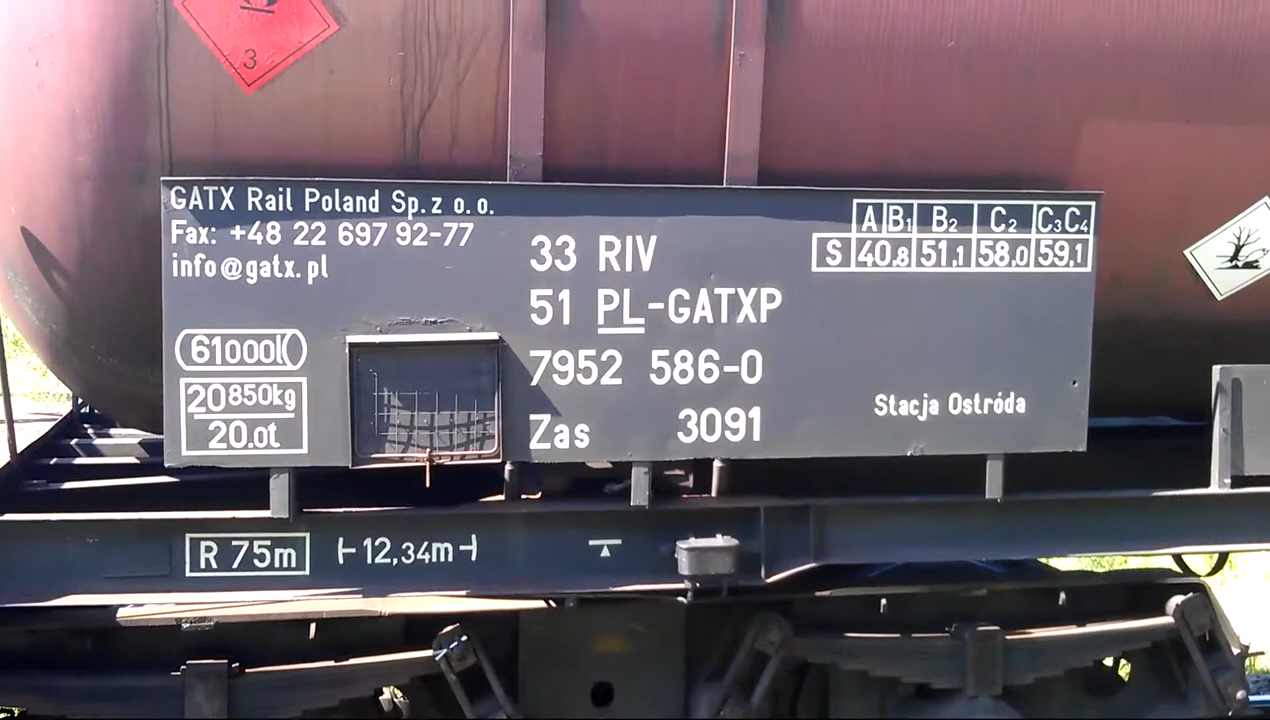 3
GATX Rail Poland Sp. z o. o.
Fax: +48 22 697 92-77
info@gatx.pl
33 RIV
51 PL-GATXP
7952 586-0
Zas 3091
A B1 B2 C2 C3 C4
S 40,8 51,1 58,0 59,1
61000l
20850kg
20.0t
Stacja Ostróda
R 75m
12,34m